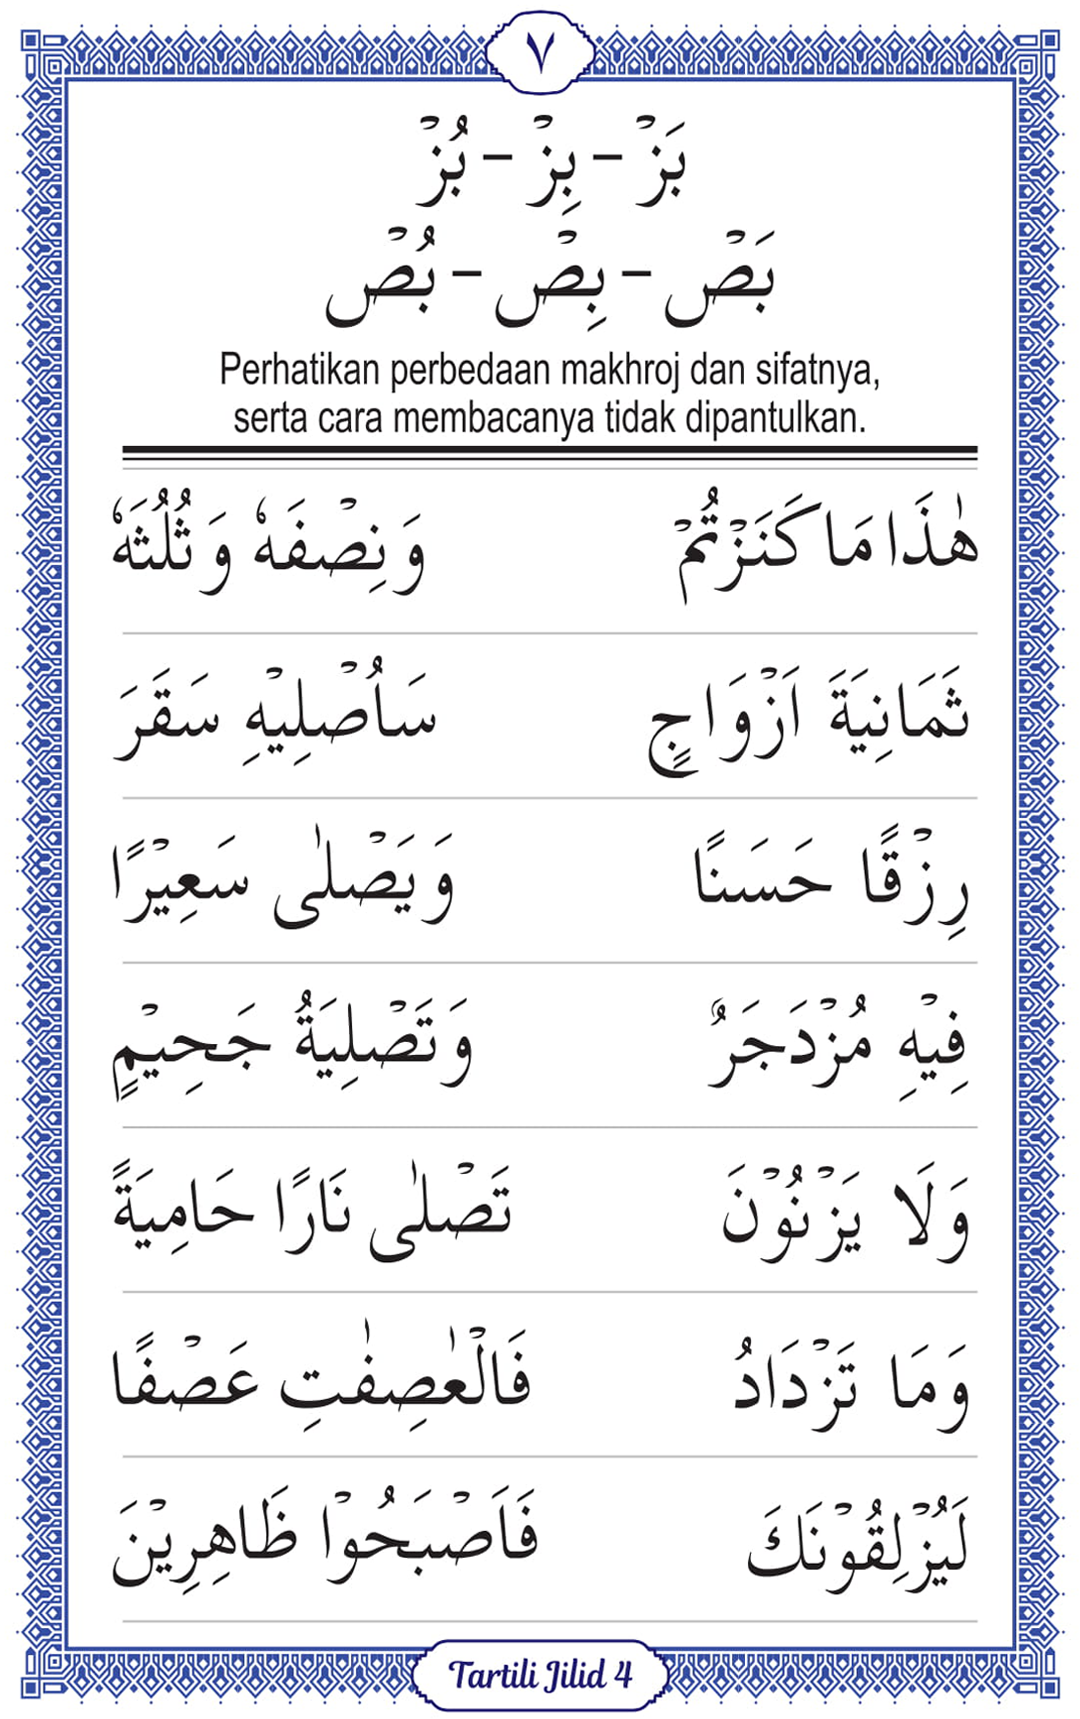 ٧
بَزْ – بِزْ – بُزْ
بَصْ – بِصْ – بُصْ
Perhatikan perbedaan makhroj dan sifatnya,
serta cara membacanya tidak dipantulkan.
هٰذَا مَا كَنَزْتُمْ وَنِصْفَهٗ وَثُلُثَهٗ
ثَمَانِيَةَ اَزْوَاجٍ سَاُصْلِيْهِ سَقَرَ
رِزْقًا حَسَنًا وَيَصْلٰى سَعِيْرًا
فِيْهِ مُزْدَجَرٌ وَتَصْلِيَةُ جَحِيْمٍ
وَلَا يَزْنُوْنَ تَصْلٰى نَارًا حَامِيَةً
وَمَا تَزْدَادُ فَالْعٰصِفٰتِ عَصْفًا
لَيُزْلِقُوْنَكَ فَاَصْبَحُوْا ظَاهِرِيْنَ
Tartili Jilid 4